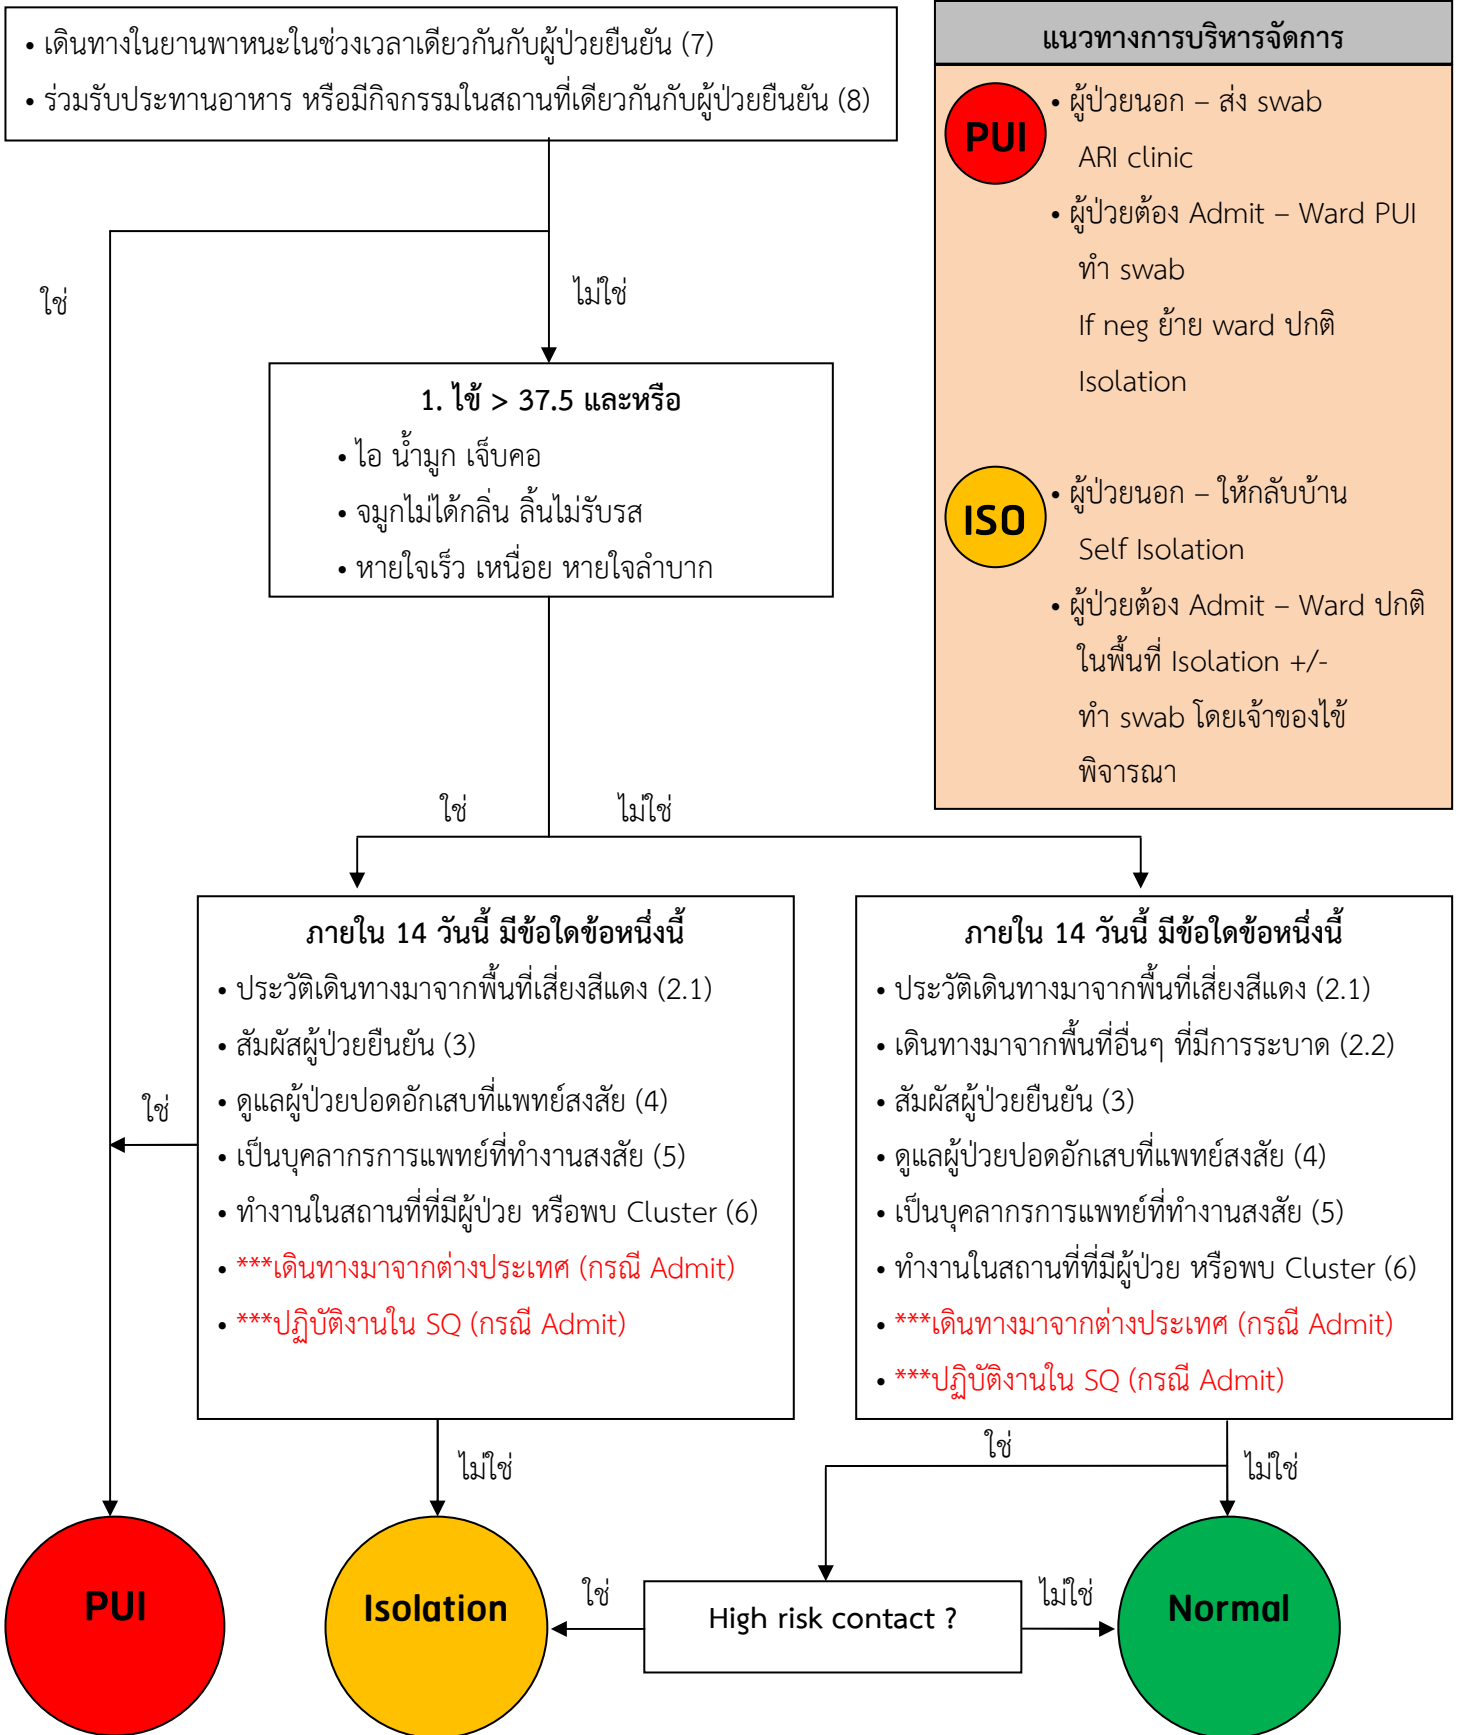 • เดินทางในยานพาหนะในช่วงเวลาเดียวกันกับผู้ป่วยยืนยัน (7)
• ร่วมรับประทานอาหาร หรือมีกิจกรรมในสถานที่เดียวกันกับผู้ป่วยยืนยัน (8)
แนวทางการบริหารจัดการ
PUI
• ผู้ป่วยนอก – ส่ง swab
ARI clinic
• ผู้ป่วยต้อง Admit – Ward PUI
ทำ swab
If neg ย้าย ward ปกติ
Isolation
ISO
• ผู้ป่วยนอก – ให้กลับบ้าน
Self Isolation
• ผู้ป่วยต้อง Admit – Ward ปกติ
ในพื้นที่ Isolation +/-
ทำ swab โดยเจ้าของไข้
พิจารณา
ใช่
ไม่ใช่
1. ไข้ > 37.5 และหรือ
• ไอ น้ำมูก เจ็บคอ
• จมูกไม่ได้กลิ่น ลิ้นไม่รับรส
• หายใจเร็ว เหนื่อย หายใจลำบาก
ใช่
ไม่ใช่
ภายใน 14 วันนี้ มีข้อใดข้อหนึ่งนี้
• ประวัติเดินทางมาจากพื้นที่เสี่ยงสีแดง (2.1)
• สัมผัสผู้ป่วยยืนยัน (3)
• ดูแลผู้ป่วยปอดอักเสบที่แพทย์สงสัย (4)
• เป็นบุคลากรการแพทย์ที่ทำงานสงสัย (5)
• ทำงานในสถานที่ที่มีผู้ป่วย หรือพบ Cluster (6)
• ***เดินทางมาจากต่างประเทศ (กรณี Admit)
• ***ปฏิบัติงานใน SQ (กรณี Admit)
ใช่
ภายใน 14 วันนี้ มีข้อใดข้อหนึ่งนี้
• ประวัติเดินทางมาจากพื้นที่เสี่ยงสีแดง (2.1)
• เดินทางมาจากพื้นที่อื่นๆ ที่มีการระบาด (2.2)
• สัมผัสผู้ป่วยยืนยัน (3)
• ดูแลผู้ป่วยปอดอักเสบที่แพทย์สงสัย (4)
• เป็นบุคลากรการแพทย์ที่ทำงานสงสัย (5)
• ทำงานในสถานที่ที่มีผู้ป่วย หรือพบ Cluster (6)
• ***เดินทางมาจากต่างประเทศ (กรณี Admit)
• ***ปฏิบัติงานใน SQ (กรณี Admit)
ไม่ใช่
ใช่
ไม่ใช่
PUI
Isolation
ใช่
High risk contact ?
ไม่ใช่
Normal